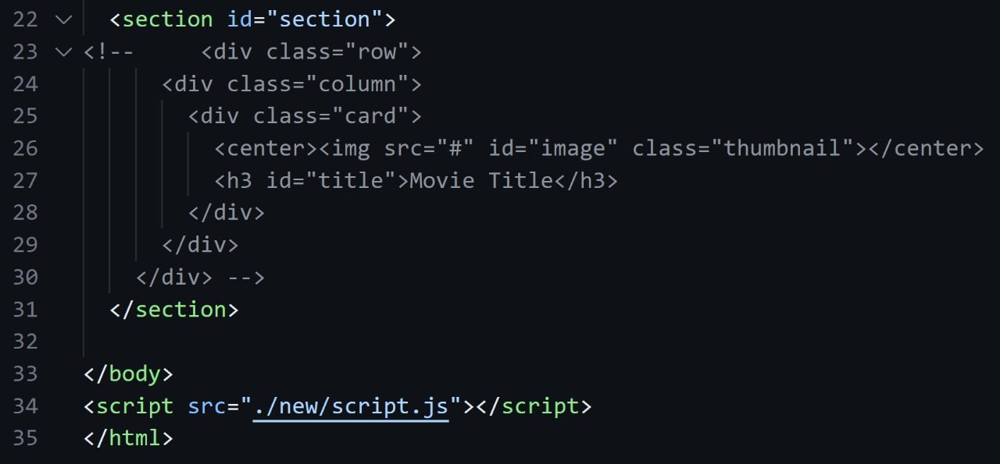 22 <section id="section">
23 <!--     <div class="row">
24       <div class="column">
25         <div class="card">
26           <center><img src="#" id="image" class="thumbnail"></center>
27           <h3 id="title">Movie Title</h3>
28         </div>
29       </div>
30     </div> -->
31   </section>
32
33 </body>
34 <script src="./new/script.js"></script>
35 </html>